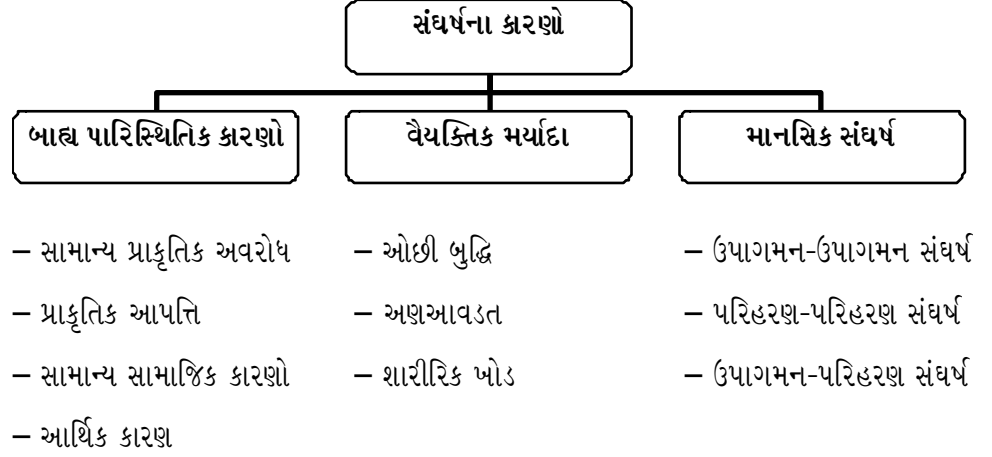 સંઘર્ષના કારણો
બાહ્ય પારિસ્થિતિક કારણો
વૈયક્તિક મર્યાદા
માનસિક સંઘર્ષ
– સામાન્ય પ્રાકૃતિક અવરોધ
– પ્રાકૃતિક આપત્તિ
– સામાન્ય સામાજિક કારણો
– આર્થિક કારણ
– ઓછી બુદ્ધિ
– અણઆવડત
– શારીરિક ખોડ
– ઉપાગમન-ઉપાગમન સંઘર્ષ
– પરિહરણ-પરિહરણ સંઘર્ષ
– ઉપાગમન-પરિહરણ સંઘર્ષ